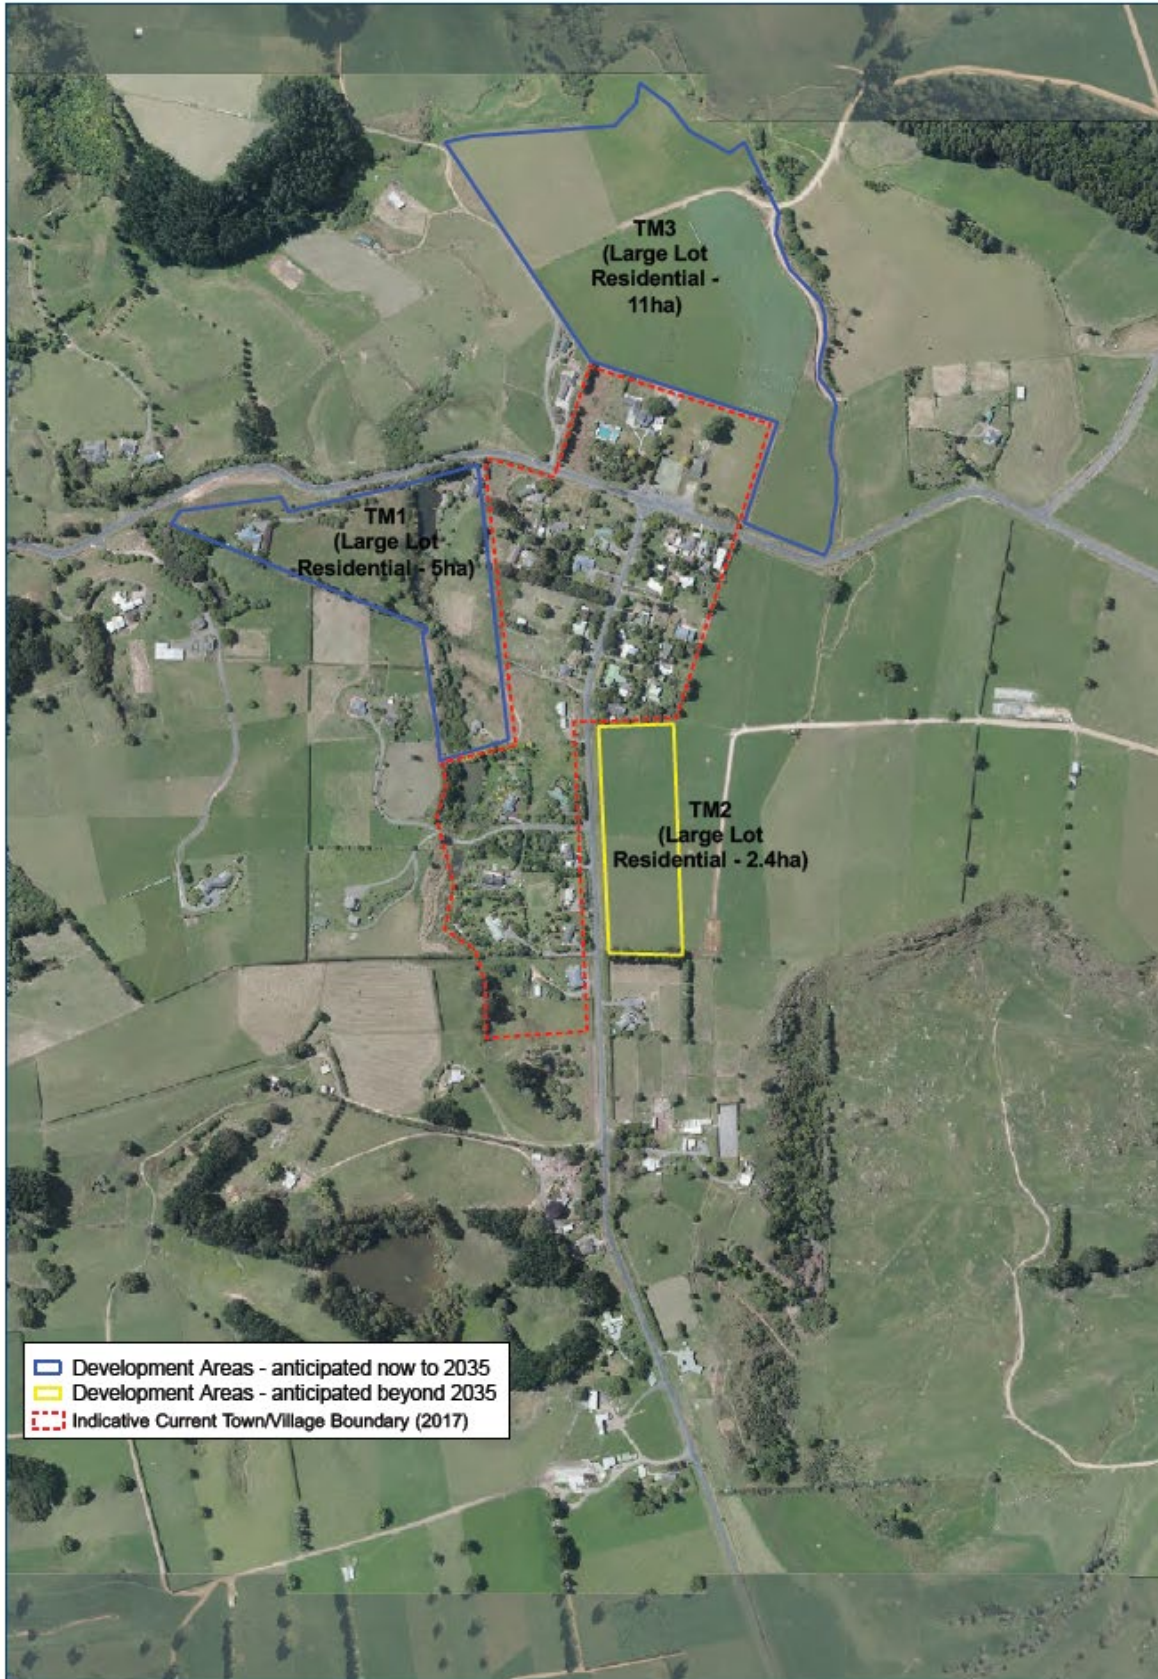 TM3
(Large Lot
Residential -
11ha)
TM1
(Large Lot
Residential - 5ha)
TM2
(Large Lot
Residential - 2.4ha)
Development Areas - anticipated now to 2035
Development Areas - anticipated beyond 2035
Indicative Current Town/Village Boundary (2017)